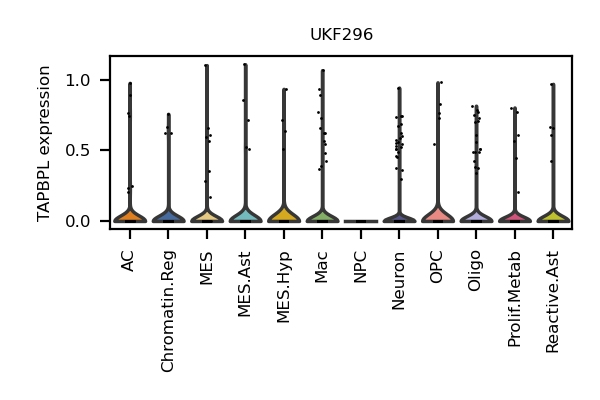 UKF296
TAPBPL expression
1.0
0.5
0.0
AC
Chromatin.Reg
MES
MES.Ast
MES.Hyp
Mac
NPC
Neuron
OPC
Oligo
Prolif.Metab
Reactive.Ast